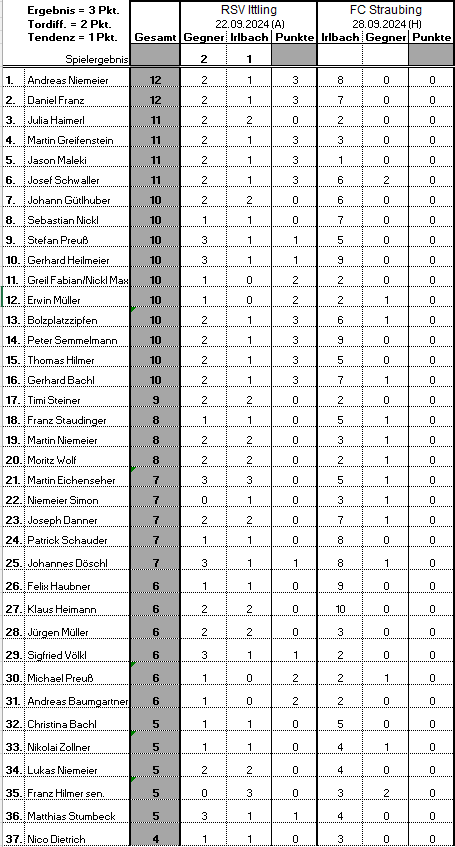 Ergebnis = 3 Pkt. RSV Ittling FC Straubing
Tordiff. = 2 Pkt. 22.09.2024 (A) 28.09.2024 (H)
Tendenz = 1 Pkt. Gesamt Gegner Irlbach Punkte Irlbach Gegner Punkte
Spielergebnis 2 1
1. Andreas Niemeier 12 2 1 3 8 0 0
2. Daniel Franz 12 2 1 3 7 0 0
3. Julia Haimerl 11 2 2 0 2 0 0
4. Martin Greifenstein 11 2 1 3 3 0 0
5. Jason Maleki 11 2 1 3 1 0 0
6. Josef Schwaller 11 2 1 3 6 2 0
7. Johann Gütlhuber 10 2 2 0 6 0 0
8. Sebastian Nickl 10 1 1 0 7 0 0
9. Stefan Preuß 10 3 1 1 5 0 0
10. Gerhard Heilmeier 10 3 1 1 9 0 0
11. Greil Fabian/Nickl Max 10 1 0 2 2 0 0
12. Erwin Müller 10 1 0 2 2 1 0
13. Bolzplatzzipfen 10 2 1 3 6 1 0
14. Peter Semmelmann 10 2 1 3 9 0 0
15. Thomas Hilmer 10 2 1 3 5 0 0
16. Gerhard Bachl 10 2 1 3 7 1 0
17. Timi Steiner 9 2 2 0 2 0 0
18. Franz Staudinger 8 1 1 0 5 1 0
19. Martin Niemeier 8 2 2 0 3 1 0
20. Moritz Wolf 8 2 2 0 2 1 0
21. Martin Eichenseher 7 3 3 0 5 1 0
22. Niemeier Simon 7 0 1 0 3 1 0
23. Joseph Danner 7 2 2 0 7 1 0
24. Patrick Schauder 7 1 1 0 8 0 0
25. Johannes Döschl 7 3 1 1 8 1 0
26. Felix Haubner 6 1 1 0 9 0 0
27. Klaus Heimann 6 2 2 0 10 0 0
28. Jürgen Müller 6 2 2 0 3 0 0
29. Sigfried Völkl 6 3 1 1 2 0 0
30. Michael Preuß 6 1 0 2 2 1 0
31. Andreas Baumgartner 6 1 0 2 2 0 0
32. Christina Bachl 5 1 1 0 5 0 0
33. Nikolai Zollner 5 1 1 0 4 1 0
34. Lukas Niemeier 5 2 2 0 4 0 0
35. Franz Hilmer sen. 5 0 3 0 3 2 0
36. Matthias Stumbeck 5 3 1 1 4 0 0
37. Nico Dietrich 4 1 1 0 3 0 0